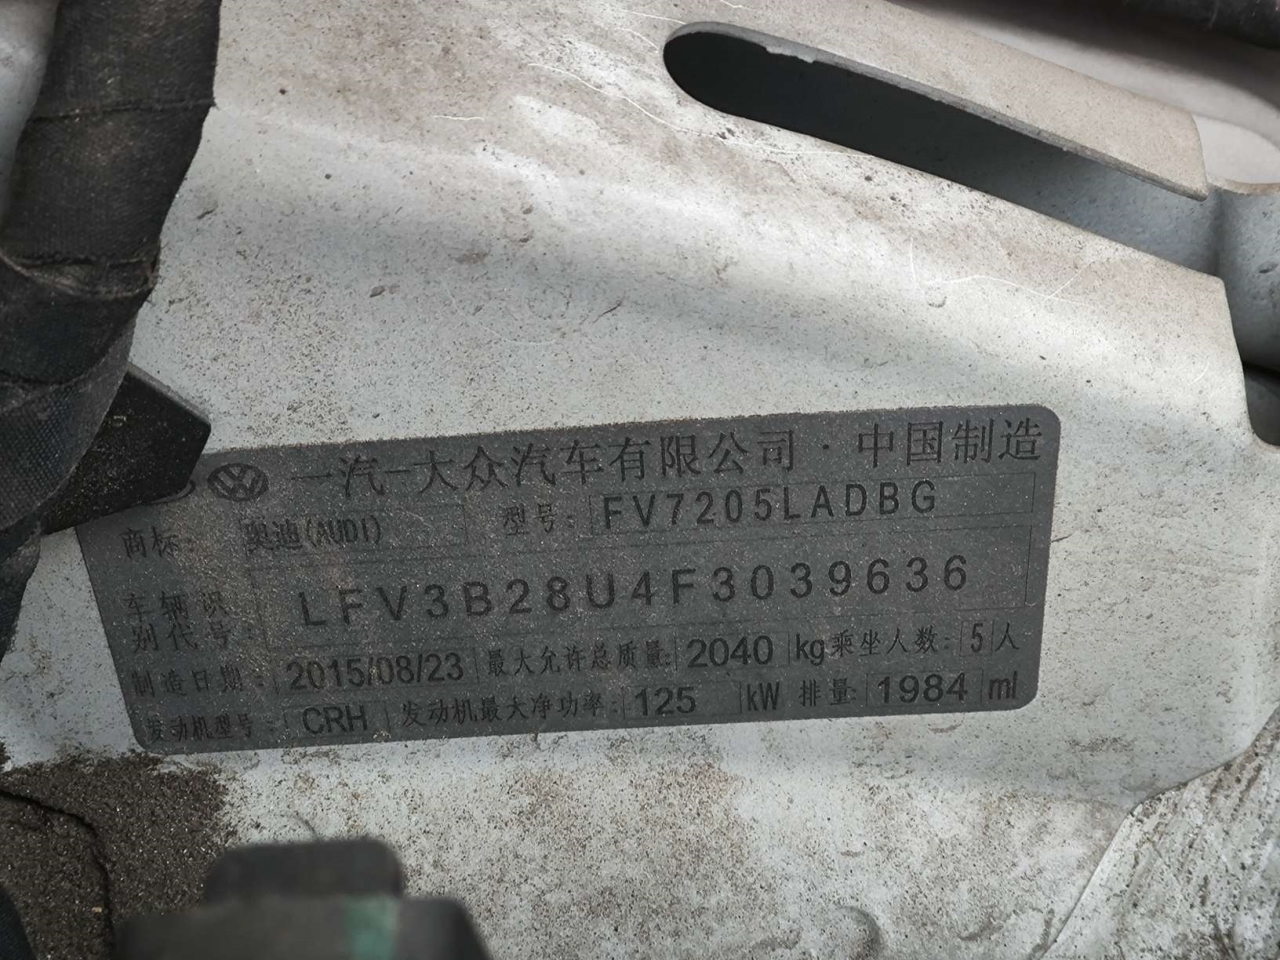 一汽-大众汽车有限公司·中国制造
商标: 奥迪(AUDI) 型号: FV7205LADBG
车辆识别代号: LFV3B28U4F3039636
制造日期: 2015/08/23 最大允许总质量: 2040 kg 乘坐人数: 5 人
发动机型号: CRH 发动机最大净功率: 125 kW 排量: 1984 ml